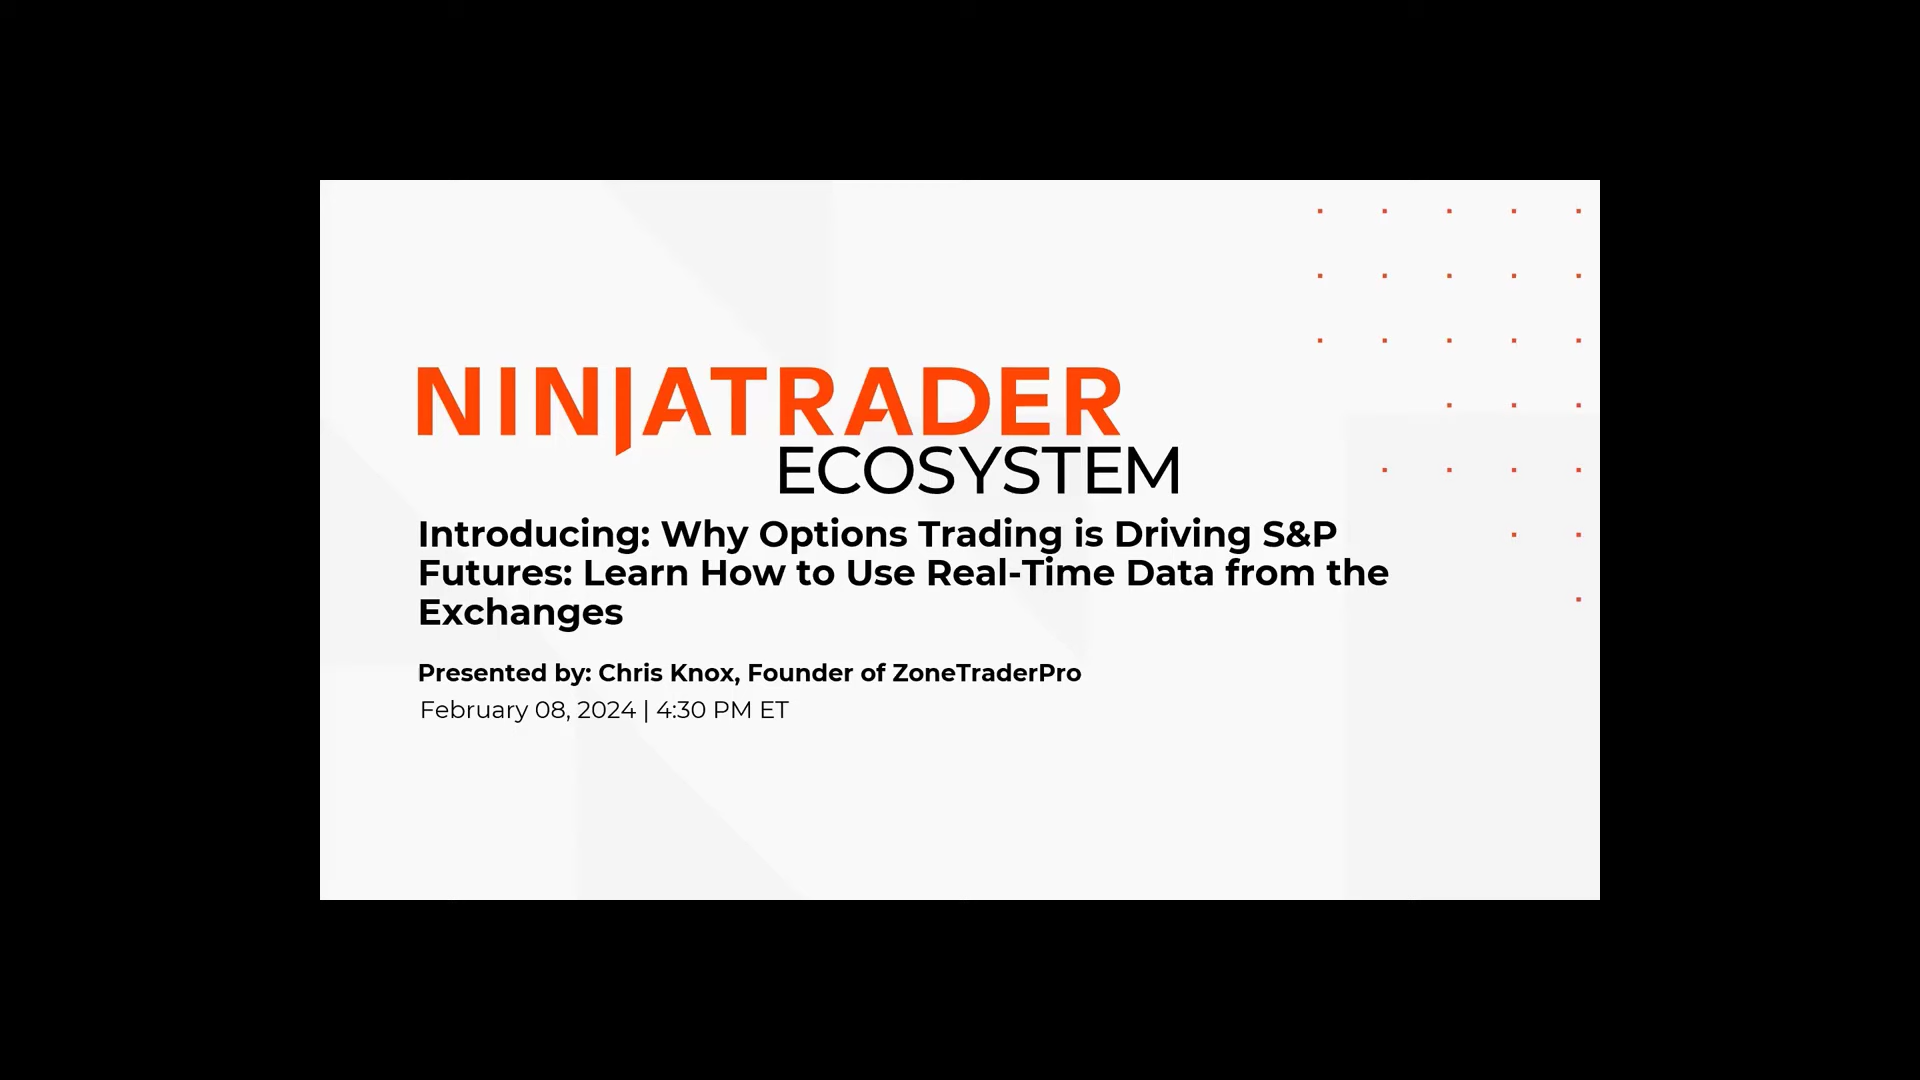 NINJATRADER
ECOSYSTEM
Introducing: Why Options Trading is Driving S&P
Futures: Learn How to Use Real-Time Data from the
Exchanges
Presented by: Chris Knox, Founder of ZoneTraderPro
February 08, 2024 | 4:30 PM ET